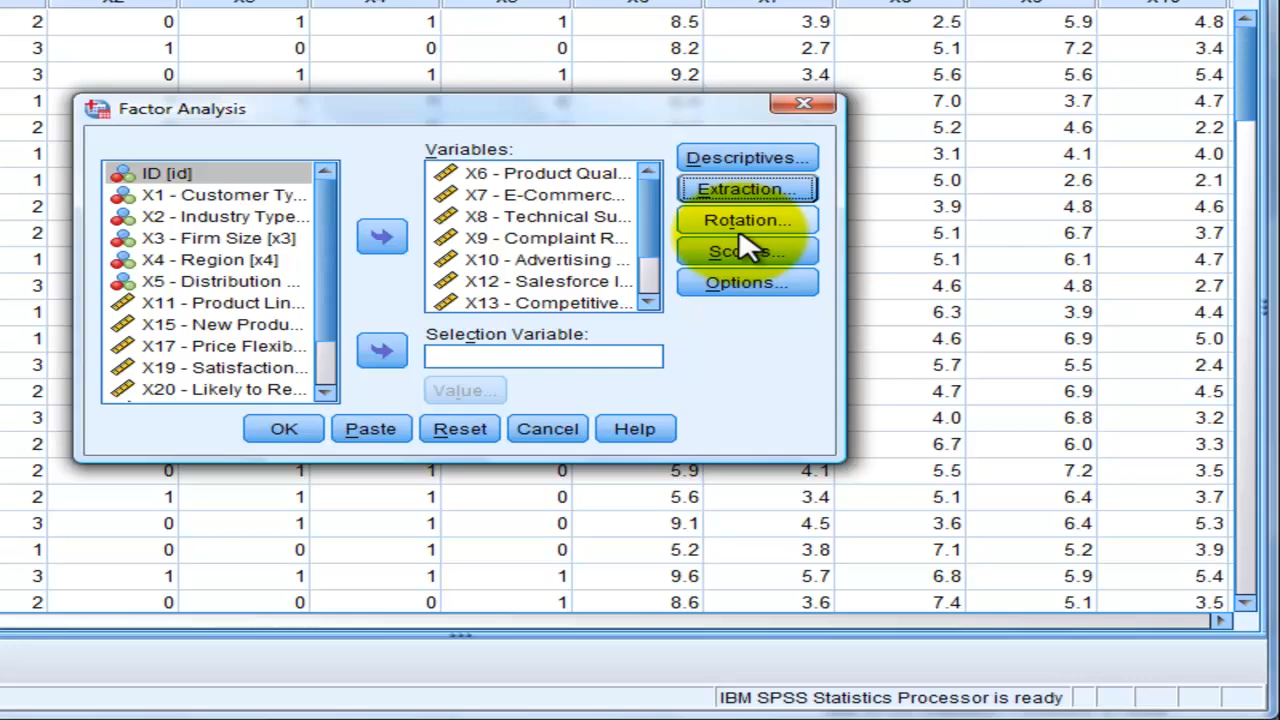 2 0 1 1 1 8.5 3.9 2.5 5.9 4.8
3 1 0 0 0 8.2 2.7 5.1 7.2 3.4
3 0 1 1 1 9.2 3.4 5.6 5.6 5.4
1 7.0 3.7 4.7
Factor Analysis
2 5.2 4.6 2.2
1 3.1 4.1 4.0
1 5.0 2.6 2.1
2 3.9 4.8 4.6
2 5.1 6.7 3.7
1 5.1 6.1 4.7
3 4.6 4.8 2.7
1 6.3 3.9 4.4
1 4.6 6.9 5.0
3 5.7 5.5 2.4
2 4.7 6.9 4.5
3 4.0 6.8 3.2
2 6.7 6.0 3.3
ID [id]
X1 - Customer Ty...
X2 - Industry Type...
X3 - Firm Size [x3]
X4 - Region [x4]
X5 - Distribution ...
X11 - Product Lin...
X15 - New Produ...
X17 - Price Flexib...
X19 - Satisfaction...
X20 - Likely to Re...
Variables:
X6 - Product Qual...
X7 - E-Commerc...
X8 - Technical Su...
X9 - Complaint R...
X10 - Advertising ...
X12 - Salesforce I...
X13 - Competitive...
Selection Variable:
Value...
Descriptives...
Extraction...
Rotation...
Options...
OK Paste Reset Cancel Help
2 0 1 1 0 5.9 4.1 5.5 7.2 3.5
2 1 1 0 0 5.6 3.4 5.1 6.4 3.7
3 0 1 1 0 9.1 4.5 3.6 6.4 5.3
1 0 0 1 0 5.2 3.8 7.1 5.2 3.9
3 1 1 1 1 9.6 5.7 6.8 5.9 5.4
2 0 0 0 1 8.6 3.6 7.4 5.1 3.5
IBM SPSS Statistics Processor is ready